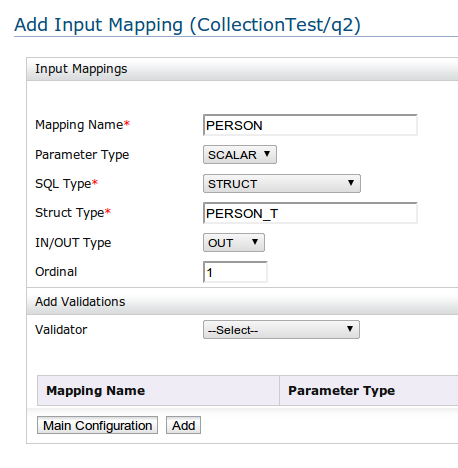 Add Input Mapping (CollectionTest/q2)
Input Mappings
Mapping Name* PERSON
Parameter Type SCALAR
SQL Type* STRUCT
Struct Type* PERSON_T
IN/OUT Type OUT
Ordinal 1
Add Validations
Validator --Select--
Mapping Name Parameter Type
Main Configuration Add